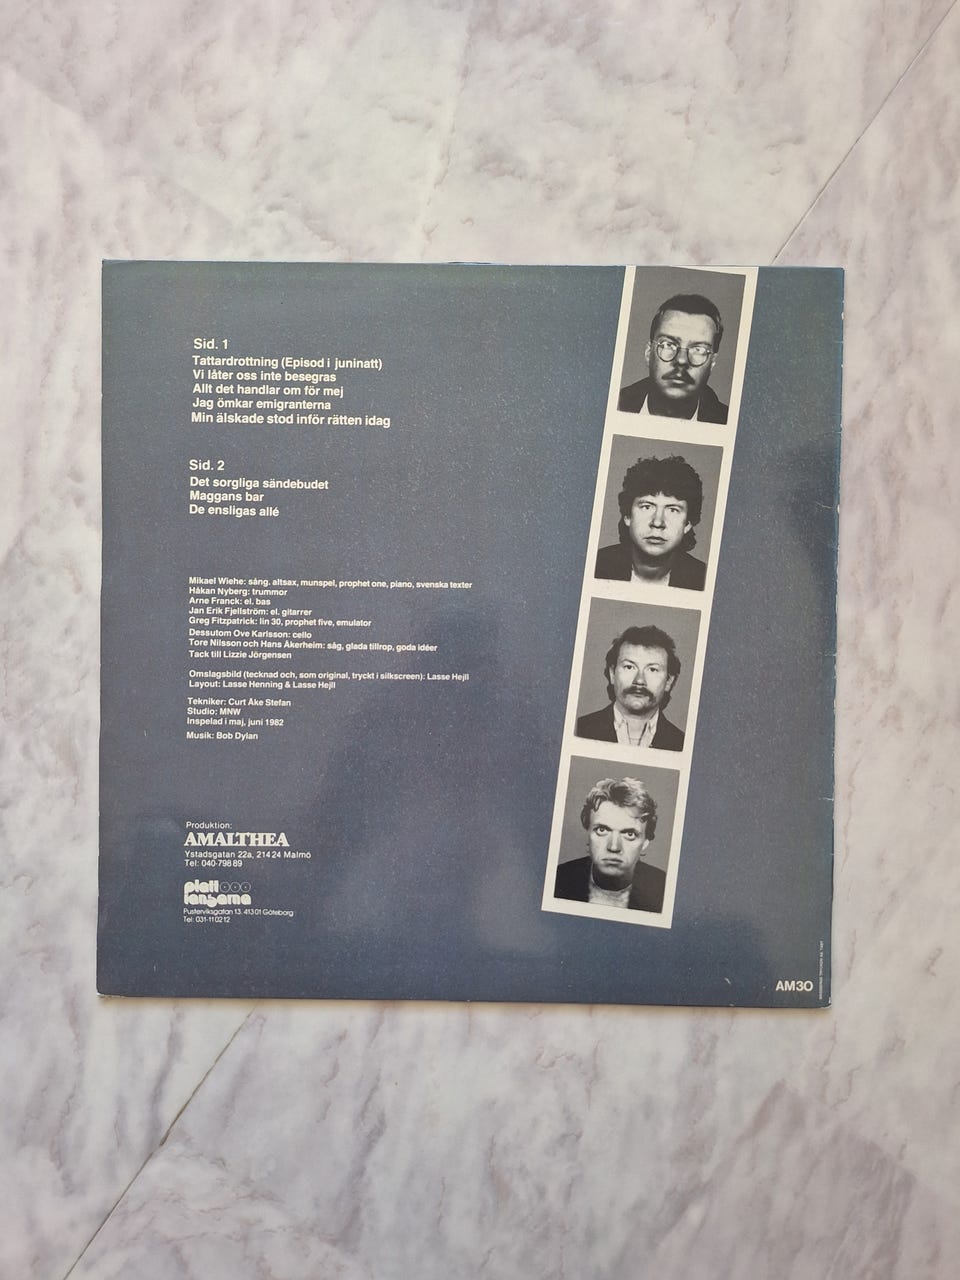 Sid. 1
Tattardrottning (Episod i juninatt)
Vi låter oss inte besegras
Allt det handlar om för mej
Jag ömkar emigranterna
Min älskade stod inför rätten idag
Sid. 2
Det sorgliga sändebudet
Maggans bar
De ensligas allé
Mikael Wiehe: sång. altsax, munspel, prophet one, piano, svenska texter
Håkan Nyberg: trummor
Arne Franck: el. bas
Jan Erik Fjellström: el. gitarrer
Greg Fitzpatrick: lin 30, prophet five, emulator
Dessutom Ove Karlsson: cello
Tore Nilsson och Hans Åkerheim: såg, glada tillrop, goda idéer
Tack till Lizzie Jörgensen
Omslagsbild (tecknad och, som original, tryckt i silkscreen): Lasse Hejll
Layout: Lasse Henning & Lasse Hejll
Tekniker: Curt Åke Stefan
Studio: MNW
Inspelad i maj, juni 1982
Musik: Bob Dylan
Produktion:
AMALTHEA
Ystadsgatan 22a, 214 24 Malmö
Tel: 040-798 89
platt
langarna
Pusterviksgatan 13. 413 01 Göteborg
Tel: 031-11 02 12
AM30